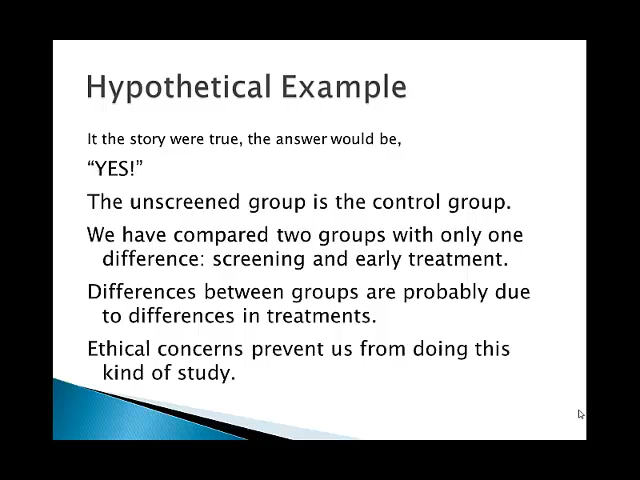 Hypothetical Example
It the story were true, the answer would be,
“YES!”
The unscreened group is the control group.
We have compared two groups with only one
difference: screening and early treatment.
Differences between groups are probably due
to differences in treatments.
Ethical concerns prevent us from doing this
kind of study.